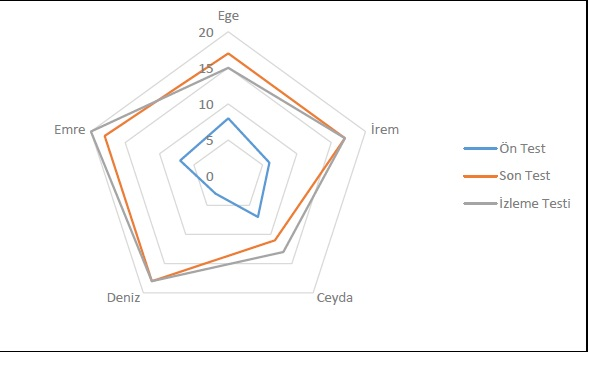 Ege
20
15
10
5
0
Emre
İrem
Deniz
Ceyda
Ön Test
Son Test
İzleme Testi